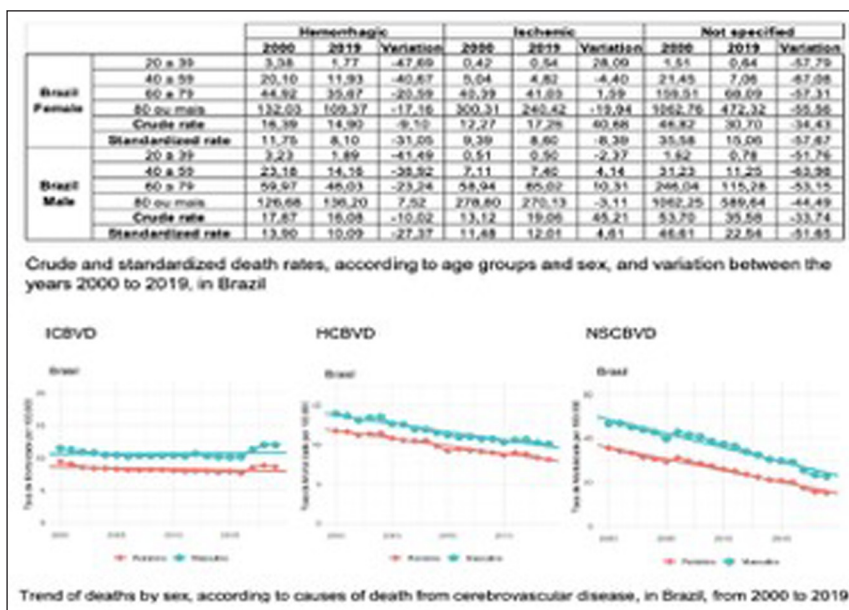 Hemorrhagic Ischemic Not specified
2000 2019 Variation 2000 2019 Variation 2000 2019 Variation
Brazil Female
20 a 39 3,38 1,77 -47,69 0,42 0,54 28,09 1,51 0,64 -57,79
40 a 59 20,10 11,93 -40,67 5,04 4,82 -4,40 21,45 7,06 -67,08
60 a 79 44,92 35,67 -20,59 40,39 41,03 1,59 159,51 68,09 -57,31
80 ou mais 132,03 109,37 -17,16 300,31 240,42 -19,94 1062,76 472,32 -55,56
Crude rate 16,39 14,90 -9,10 12,27 17,26 40,68 46,82 30,70 -34,43
Standardized rate 11,75 8,10 -31,05 9,39 8,60 -8,39 35,58 15,06 -57,67
Brazil Male
20 a 39 3,23 1,89 -41,49 0,51 0,50 -2,37 1,62 0,78 -51,76
40 a 59 23,18 14,16 -38,92 7,11 7,40 4,14 31,23 11,25 -63,98
60 a 79 59,97 46,03 -23,24 58,94 65,02 10,31 246,04 115,28 -53,15
80 ou mais 126,68 136,20 7,52 278,80 270,13 -3,11 1062,25 589,64 -44,49
Crude rate 17,87 16,08 -10,02 13,12 19,06 45,21 53,70 35,58 -33,74
Standardized rate 13,90 10,09 -27,37 11,48 12,01 4,61 46,61 22,54 -51,65
Crude and standardized death rates, according to age groups and sex, and variation between the
years 2000 to 2019, in Brazil
ICBVD HCBVD NSCBVD
Brasil Brasil Brasil
Feminino Masculino Feminino Masculino Feminino Masculino
Trend of deaths by sex, according to causes of death from cerebrovascular disease, in Brazil, from 2000 to 2019